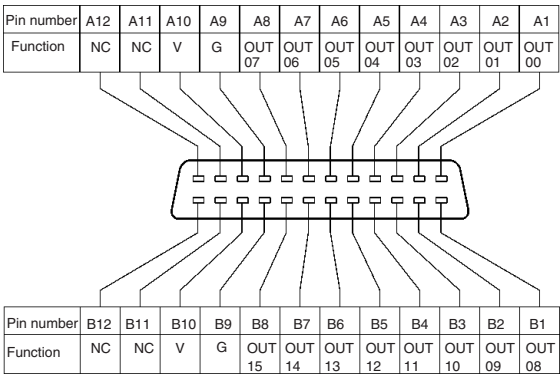 Pin number A12 A11 A10 A9 A8 A7 A6 A5 A4 A3 A2 A1
Function NC NC V G OUT 07 OUT 06 OUT 05 OUT 04 OUT 03 OUT 02 OUT 01 OUT 00
Pin number B12 B11 B10 B9 B8 B7 B6 B5 B4 B3 B2 B1
Function NC NC V G OUT 15 OUT 14 OUT 13 OUT 12 OUT 11 OUT 10 OUT 09 OUT 08